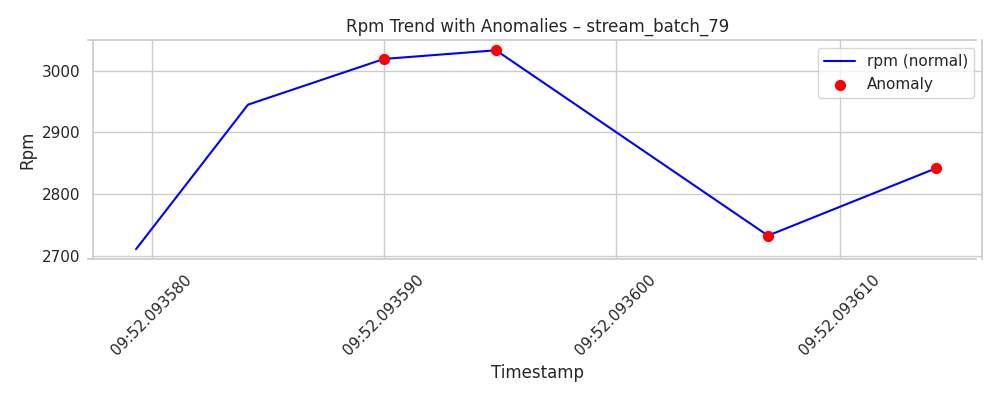 Rpm Trend with Anomalies – stream_batch_79
rpm (normal)
Anomaly
Rpm
3000
2900
2800
2700
09:52.093580
09:52.093590
09:52.093600
09:52.093610
Timestamp